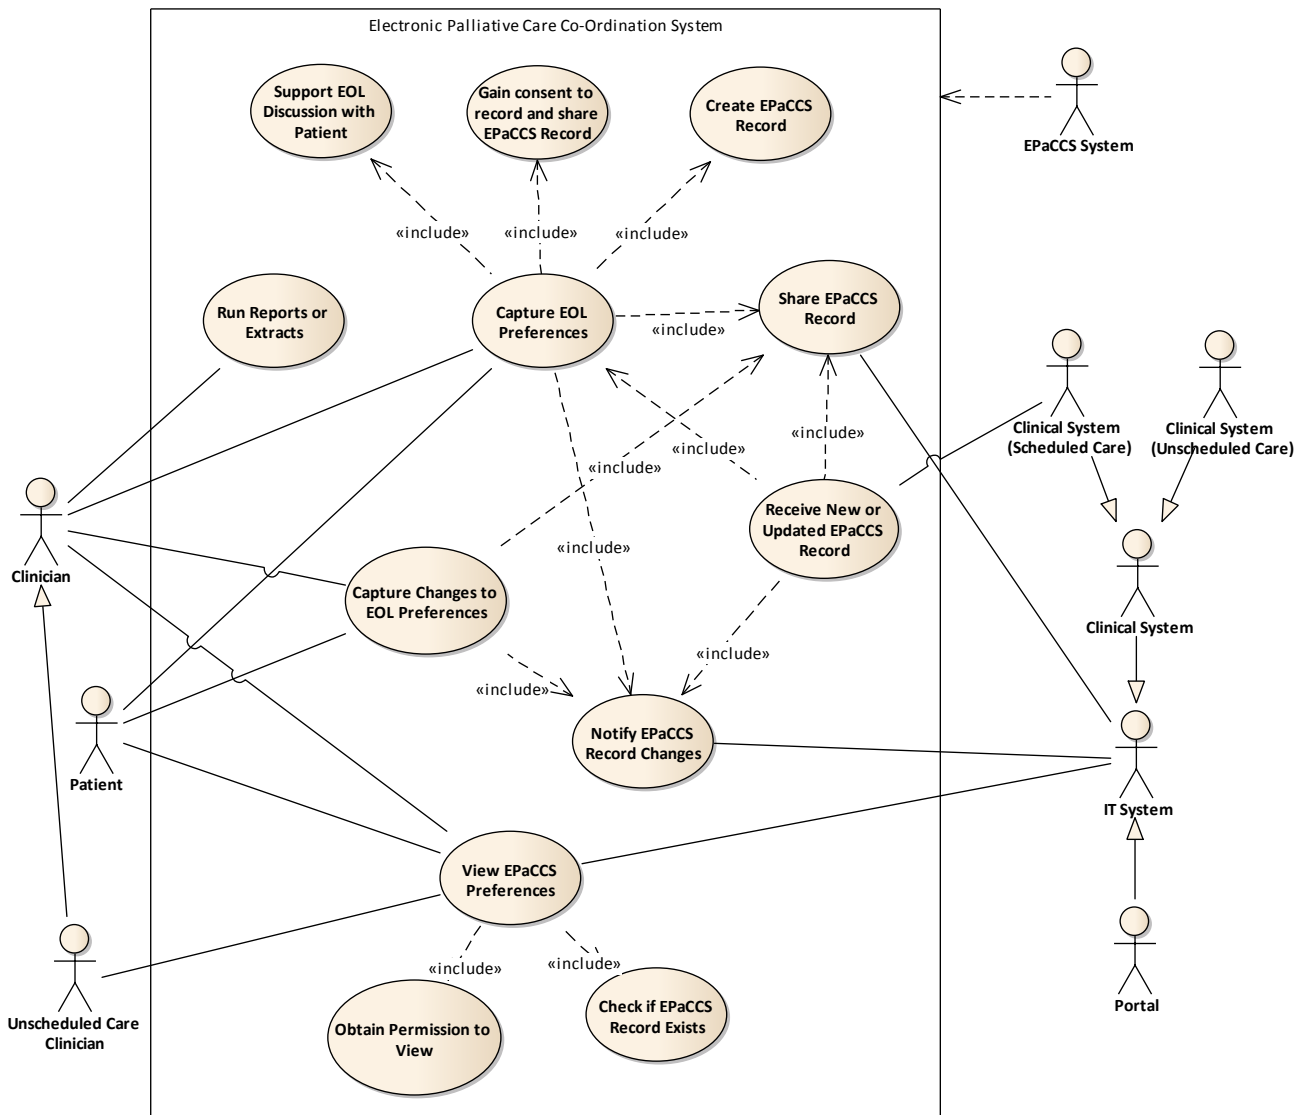 Electronic Palliative Care Co-Ordination System
Support EOL
Discussion with
Patient
Gain consent to
record and share
EPaCCS Record
Create EPaCCS
Record
EPaCCS System
«include»
«include»
«include»
Run Reports or
Extracts
Capture EOL
Preferences
Share EPaCCS
Record
«include»
Clinical System
(Scheduled Care)
Clinical System
(Unscheduled Care)
«include»
«include»
«include»
Receive New or
Updated EPaCCS
Record
«include»
Clinician
Capture Changes to
EOL Preferences
Clinical System
«include»
«include»
Notify EPaCCS
Record Changes
Patient
IT System
View EPaCCS
Preferences
«include»
«include»
Obtain Permission to
View
Check if EPaCCS
Record Exists
Portal
Unscheduled Care
Clinician